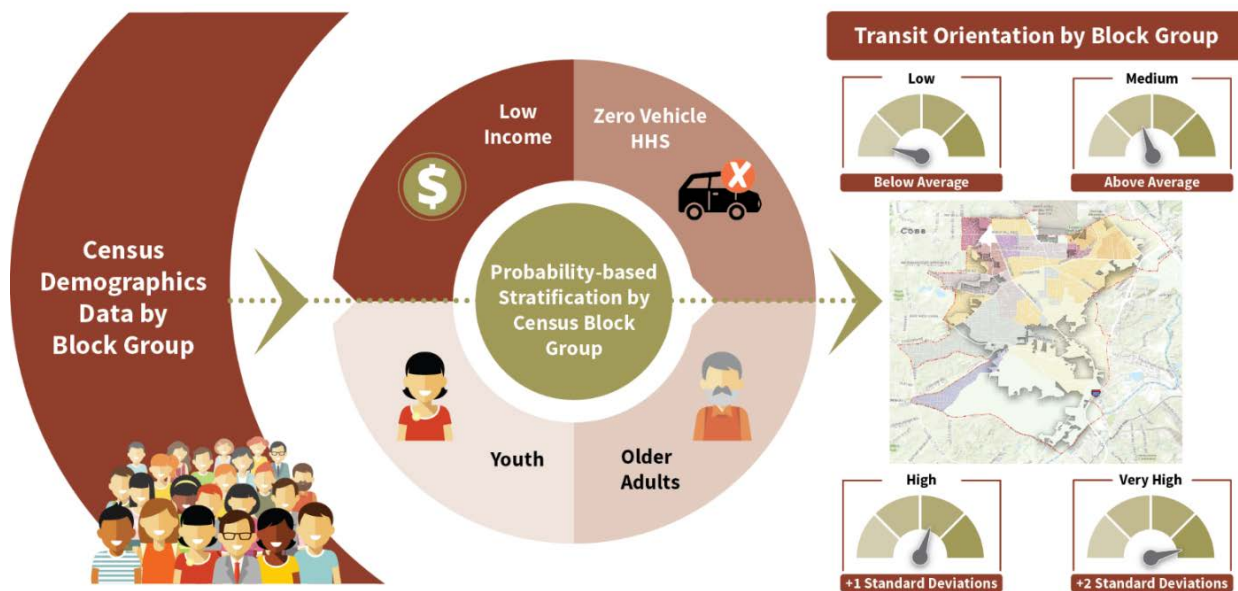 Census
Demographics
Data by
Block Group
Low
Income
$
Zero Vehicle
HHS
X
Probability-based
Stratification by
Census Block
Group
Youth
Older
Adults
Transit Orientation by Block Group
Low
Below Average
Medium
Above Average
COBB
High
+1 Standard Deviations
Very High
+2 Standard Deviations